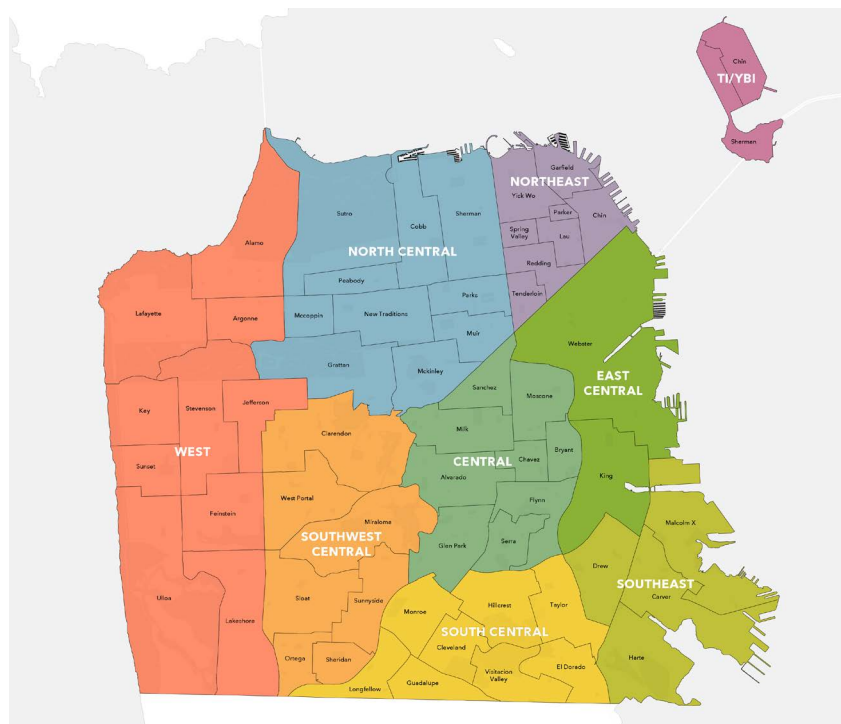 Chin
TI/YBI
Sherman
Garfield
NORTHEAST
Yick Wo
Sutro
Cobb
Sherman
Parker
Chin
Spring
Valley
Lau
Alamo
NORTH CENTRAL
Redding
Peabody
Tenderloin
Lafayette
Argonne
Mccoppin
New Traditions
Parks
Muir
Webster
Grattan
Mckinley
EAST
CENTRAL
Sanchez
Moscone
Jefferson
Kay
Stevenson
Clarendon
Milk
WEST
Bryant
CENTRAL
Chavez
Sunset
Alvarado
King
West Portal
Flynn
Feinstein
Miraloma
Malcolm X
SOUTHWEST
CENTRAL
Glen Park
Serra
Drew
SOUTHEAST
Ulloa
Sloat
Sunnyside
Carver
Lakeshore
Monroe
Hillcrest
Taylor
SOUTH CENTRAL
Cleveland
Omega
Sheridan
Harte
El Dorado
Visitacion
Valley
Longfellow
Guadalupe